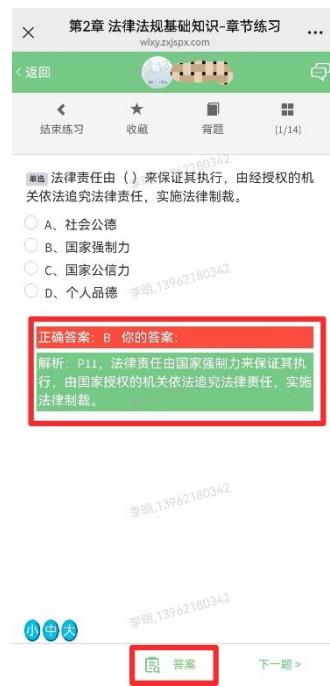 第2章 法律法规基础知识-章节练习
wlxy.zxjspx.com
返回
结束练习 收藏 背题 (1/14)
单选 法律责任由（ ）来保证其执行，由经授权的机
关依法追究法律责任，实施法律制裁。
A、社会公德
B、国家强制力
C、国家公信力
D、个人品德
李明,13962180342
正确答案：B 你的答案：
解析：P11，法律责任由国家强制力来保证其执
行，由国家授权的机关依法追究法律责任，实施
法律制裁。
李明,13962180342
李明,13962180342
小 中 大
答案 下一题 >